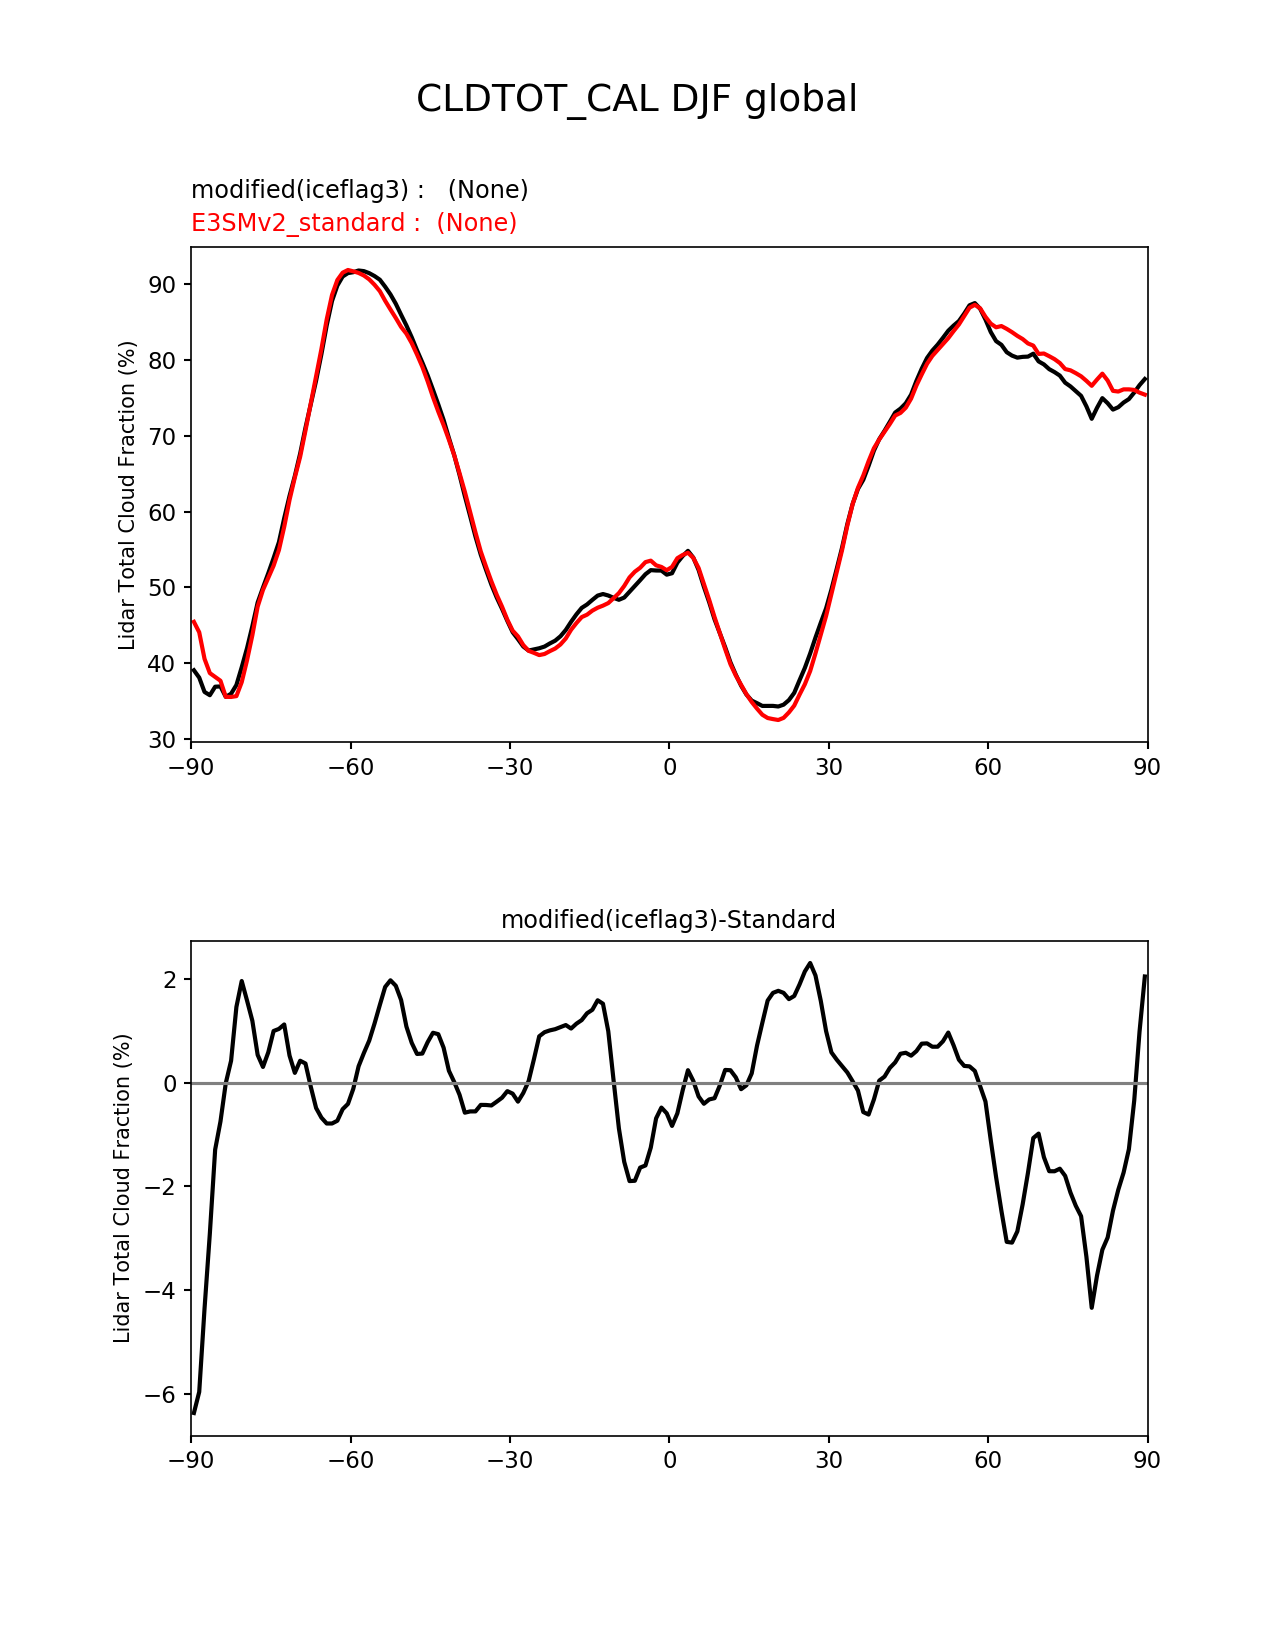 CLDTOT_CAL DJF global
modified(iceflag3) :   (None)
E3SMv2_standard :  (None)
Lidar Total Cloud Fraction (%)
90
80
70
60
50
40
30
−90 −60 −30 0 30 60 90
modified(iceflag3)-Standard
Lidar Total Cloud Fraction (%)
2
0
−2
−4
−6
−90 −60 −30 0 30 60 90